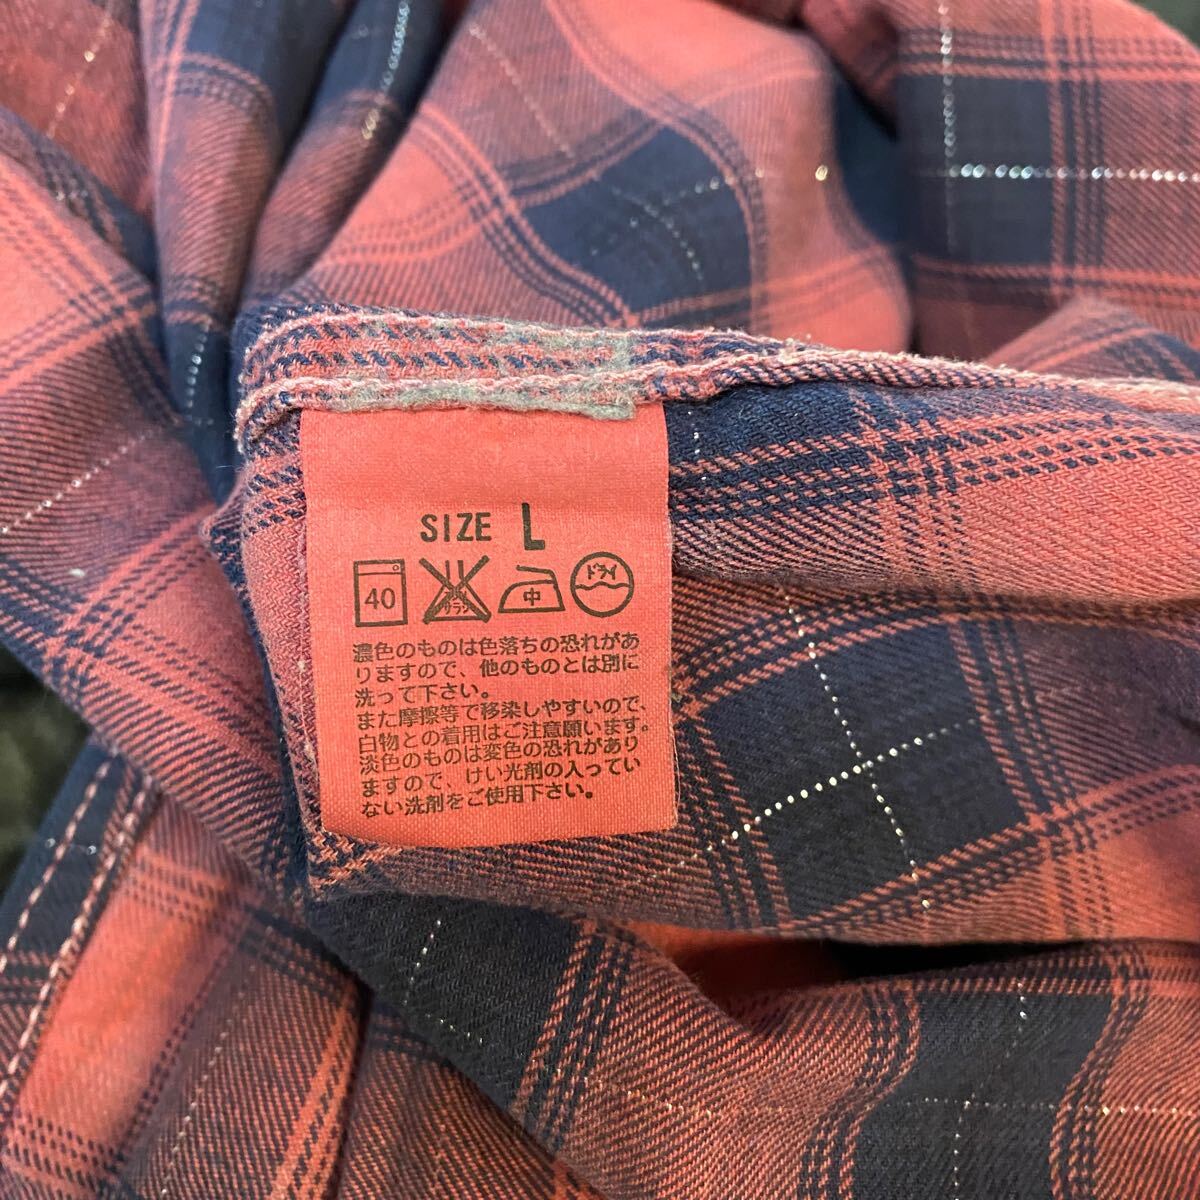 SIZE L
40 サラシ 中 ドライ
濃色のものは色落ちの恐れがあ
りますので、他のものとは別に
洗って下さい。
また摩擦等で移染しやすいので、
白物との着用はご注意願います。
淡色のものは変色の恐れがあり
ますので、けい光剤の入ってい
ない洗剤をご使用下さい。